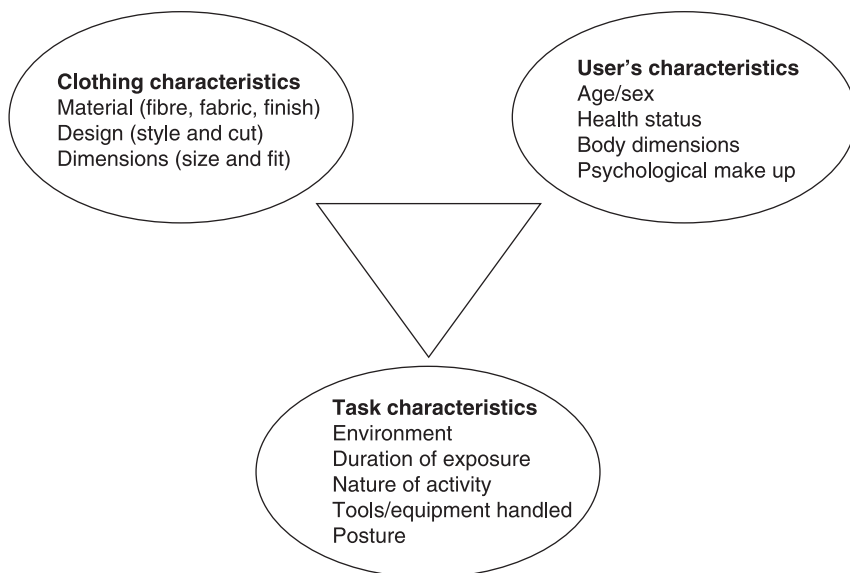 Clothing characteristics
Material (fibre, fabric, finish)
Design (style and cut)
Dimensions (size and fit)
User’s characteristics
Age/sex
Health status
Body dimensions
Psychological make up
Task characteristics
Environment
Duration of exposure
Nature of activity
Tools/equipment handled
Posture